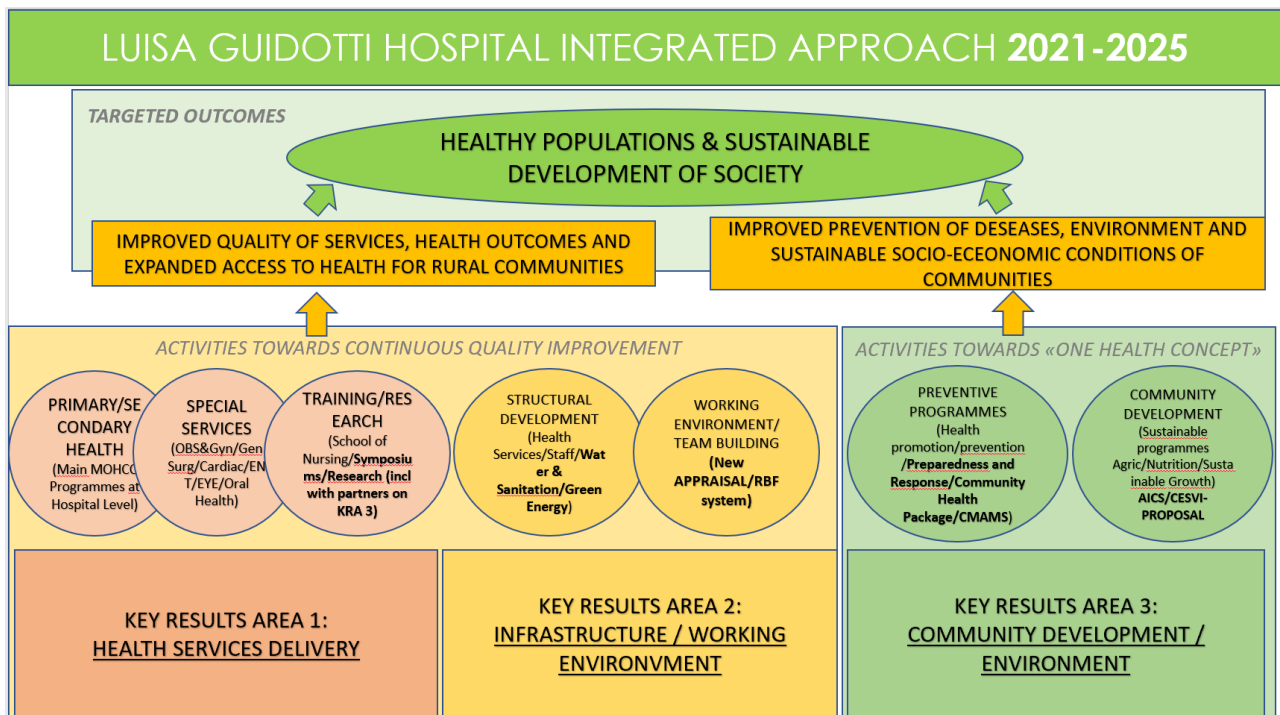 LUISA GUIDOTTI HOSPITAL INTEGRATED APPROACH 2021-2025
TARGETED OUTCOMES
HEALTHY POPULATIONS & SUSTAINABLE
DEVELOPMENT OF SOCIETY
IMPROVED QUALITY OF SERVICES, HEALTH OUTCOMES AND
EXPANDED ACCESS TO HEALTH FOR RURAL COMMUNITIES
IMPROVED PREVENTION OF DESEASES, ENVIRONMENT AND
SUSTAINABLE SOCIO-ECEONOMIC CONDITIONS OF
COMMUNITIES
ACTIVITIES TOWARDS CONTINUOUS QUALITY IMPROVEMENT
PRIMARY/SE
CONDARY
HEALTH
(Main MOHCC
Programmes at
Hospital Level)
SPECIAL
SERVICES
(OBS&Gyn/Gen
Surg/Cardiac/EN
T/EYE/Oral
Health)
TRAINING/RES
EARCH
(School of
Nursing/Symposiu
ms/Research (incl
with partners on
KRA 3)
STRUCTURAL
DEVELOPMENT
(Health
Services/Staff/Wat
er &
Sanitation/Green
Energy)
WORKING
ENVIRONMENT/
TEAM BUILDING
(New
APPRAISAL/RBF
system)
ACTIVITIES TOWARDS «ONE HEALTH CONCEPT»
PREVENTIVE
PROGRAMMES
(Health
promotion/prevention
/Preparedness and
Response/Community
Health
Package/CMAMS)
COMMUNITY
DEVELOPMENT
(Sustainable
programmes
Agric/Nutrition/Susta
inable Growth)
AICS/CESVI-
PROPOSAL
KEY RESULTS AREA 1:
HEALTH SERVICES DELIVERY
KEY RESULTS AREA 2:
INFRASTRUCTURE / WORKING
ENVIRONVMENT
KEY RESULTS AREA 3:
COMMUNITY DEVELOPMENT /
ENVIRONMENT